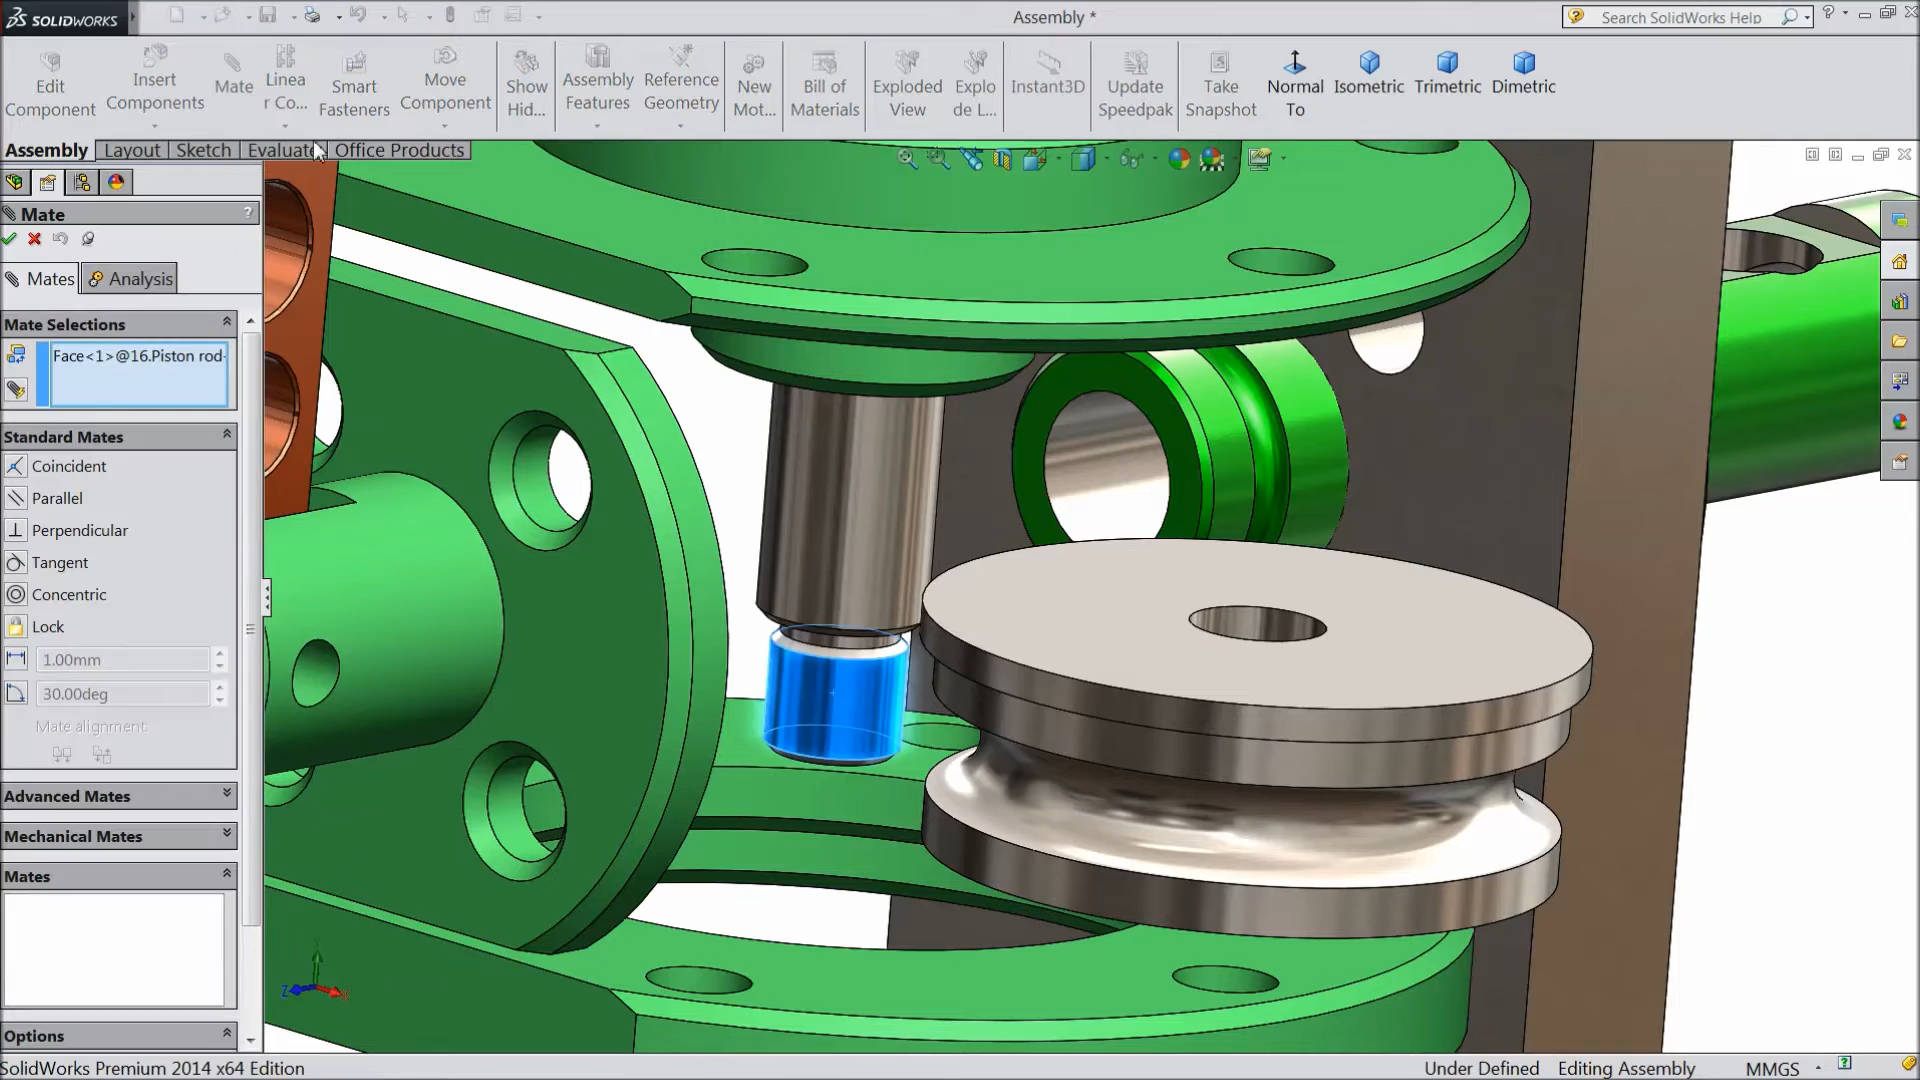 SOLIDWORKS
Assembly *
Search SolidWorks Help
Edit Component
Insert Components
Mate
Linea r Co...
Smart Fasteners
Move Component
Show Hid...
Assembly Features
Reference Geometry
New Mot...
Bill of Materials
Exploded View
Explo de L...
Instant3D
Update Speedpak
Take Snapshot
Normal To
Isometric
Trimetric
Dimetric
Assembly
Layout
Sketch
Evaluate
Office Products
Mate
?
Mates
Analysis
Mate Selections
Face<1>@16.Piston rod-
Standard Mates
Coincident
Parallel
Perpendicular
Tangent
Concentric
Lock
1.00mm
30.00deg
Mate alignment:
Advanced Mates
Mechanical Mates
Mates
Options
Y
Z
X
SolidWorks Premium 2014 x64 Edition
Under Defined
Editing Assembly
MMGS